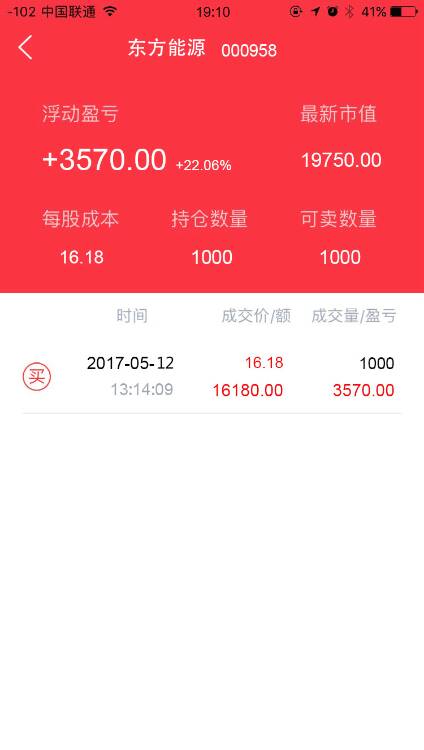 -102 中国联通 19:10 41%
东方能源 000958
浮动盈亏 最新市值
+3570.00 +22.06% 19750.00
每股成本 持仓数量 可卖数量
16.18 1000 1000
时间 成交价/额 成交量/盈亏
买 2017-05-12 16.18 1000
13:14:09 16180.00 3570.00